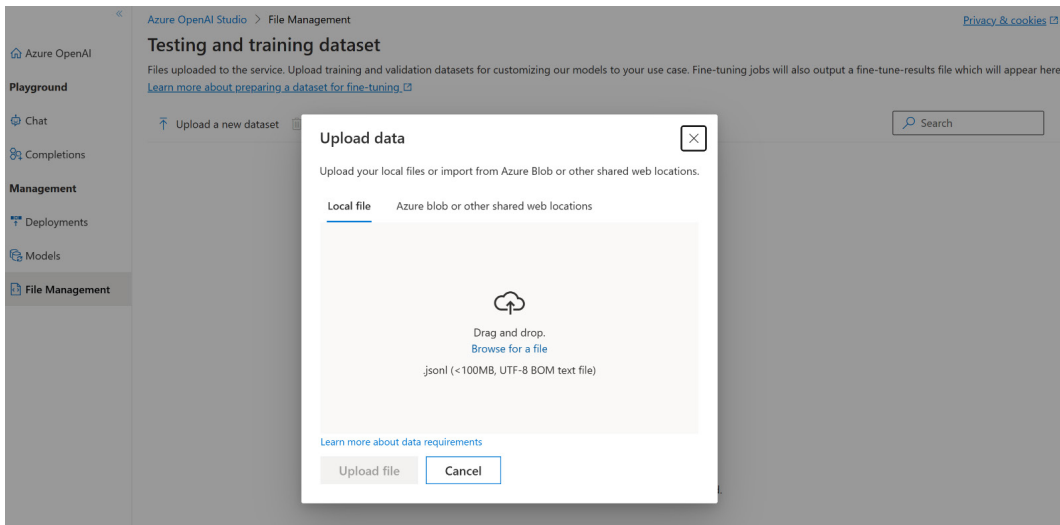 «
Azure OpenAI Studio > File Management
Privacy & cookies
Azure OpenAI
Testing and training dataset
Files uploaded to the service. Upload training and validation datasets for customizing our models to your use case. Fine-tuning jobs will also output a fine-tune-results file which will appear here
Learn more about preparing a dataset for fine-tuning
Playground
Chat
Completions
Management
Deployments
Models
File Management
Upload a new dataset
Search
Upload data
Upload your local files or import from Azure Blob or other shared web locations.
Local file Azure blob or other shared web locations
Drag and drop.
Browse for a file
.jsonl (<100MB, UTF-8 BOM text file)
Learn more about data requirements
Upload file Cancel